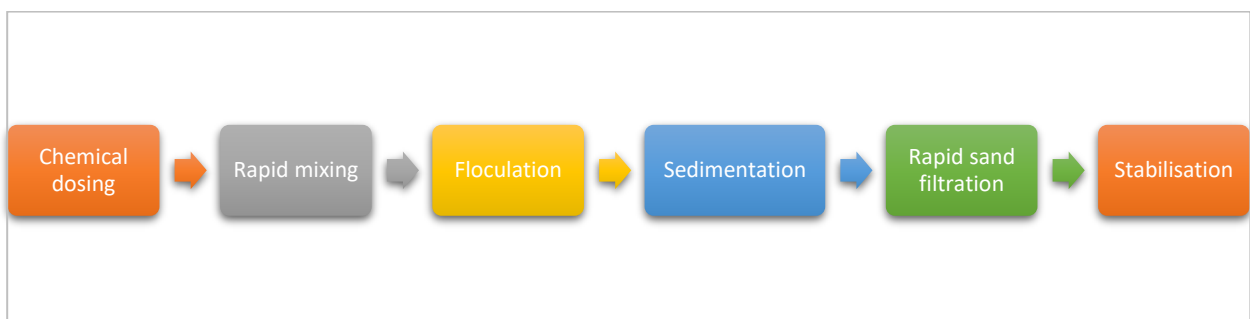 Chemical
dosing
Rapid mixing
Floculation
Sedimentation
Rapid sand
filtration
Stabilisation